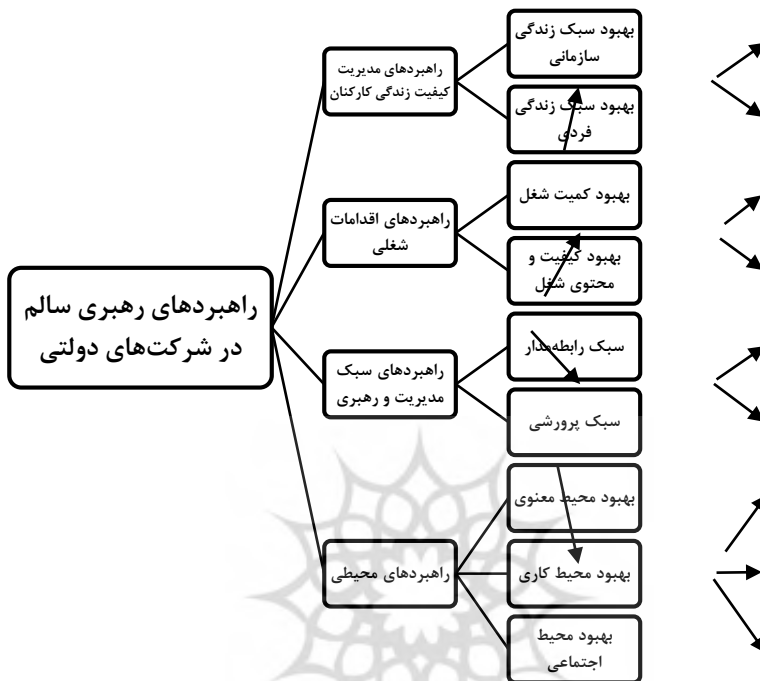 راهبردهای رهبری سالم
در شرکت‌های دولتی
راهبردهای مدیریت
کیفیت زندگی کارکنان
بهبود سبک زندگی
سازمانی
بهبود سبک زندگی
فردی
راهبردهای اقدامات
شغلی
بهبود کمیت شغل
بهبود کیفیت و
محتوی شغل
راهبردهای سبک
مدیریت و رهبری
سبک رابطه‌مدار
سبک پرورشی
راهبردهای محیطی
بهبود محیط معنوی
بهبود محیط کاری
بهبود محیط
اجتماعی